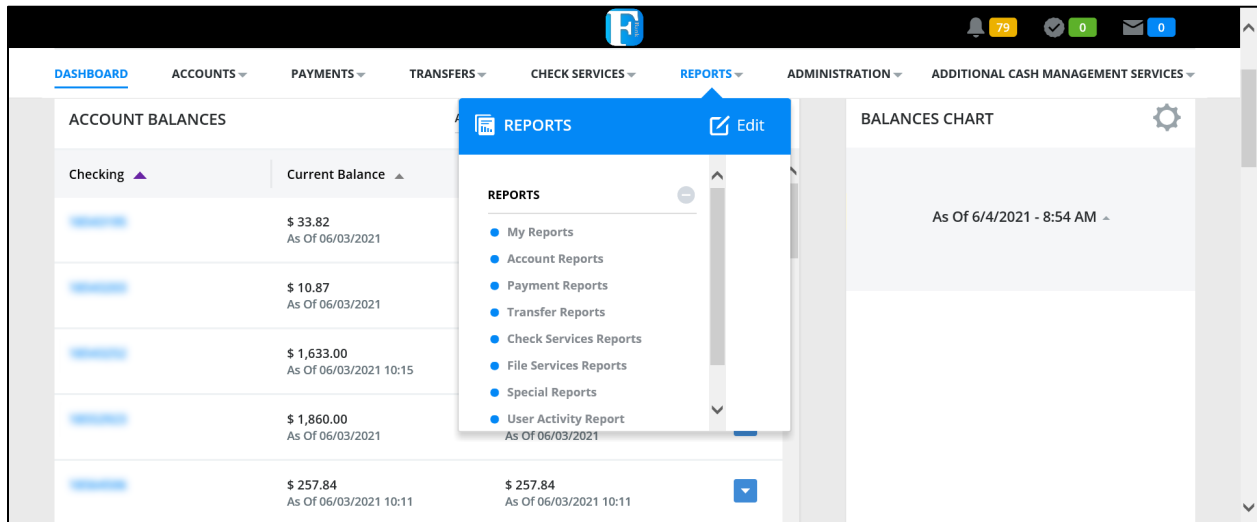 F Bank
79
0
0
DASHBOARD ACCOUNTS PAYMENTS TRANSFERS CHECK SERVICES REPORTS ADMINISTRATION ADDITIONAL CASH MANAGEMENT SERVICES
ACCOUNT BALANCES
Checking
Current Balance
$ 33.82
As Of 06/03/2021
$ 10.87
As Of 06/03/2021
$ 1,633.00
As Of 06/03/2021 10:15
$ 1,860.00
As Of 06/03/2021
As Of 06/03/2021
$ 257.84
As Of 06/03/2021 10:11
$ 257.84
As Of 06/03/2021 10:11
REPORTS
Edit
REPORTS
My Reports
Account Reports
Payment Reports
Transfer Reports
Check Services Reports
File Services Reports
Special Reports
User Activity Report
BALANCES CHART
As Of 6/4/2021 - 8:54 AM